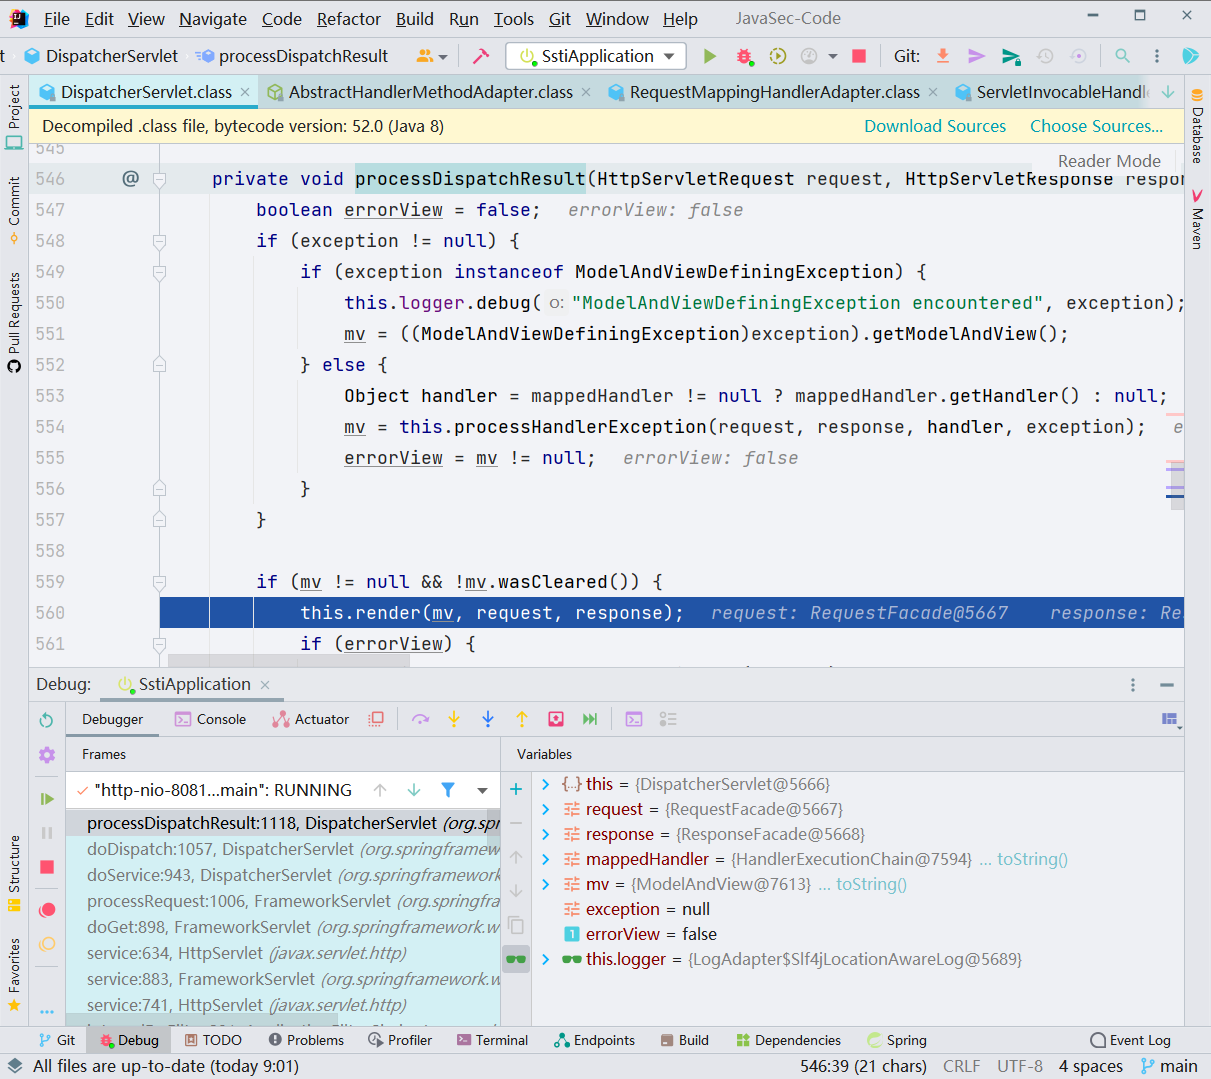 File Edit View Navigate Code Refactor Build Run Tools Git Window Help JavaSec-Code
t DispatcherServlet processDispatchResult SstiApplication Git:
DispatcherServlet.class AbstractHandlerMethodAdapter.class RequestMappingHandlerAdapter.class ServletInvocableHandl
Decompiled .class file, bytecode version: 52.0 (Java 8) Download Sources Choose Sources...
Reader Mode
545
546 @ private void processDispatchResult(HttpServletRequest request, HttpServletResponse respon
547 boolean errorView = false; errorView: false
548 if (exception != null) {
549 if (exception instanceof ModelAndViewDefiningException) {
550 this.logger.debug( o: "ModelAndViewDefiningException encountered", exception);
551 mv = ((ModelAndViewDefiningException)exception).getModelAndView();
552 } else {
553 Object handler = mappedHandler != null ? mappedHandler.getHandler() : null;
554 mv = this.processHandlerException(request, response, handler, exception); e
555 errorView = mv != null; errorView: false
556 }
557 }
558
559 if (mv != null && !mv.wasCleared()) {
560 this.render(mv, request, response); request: RequestFacade@5667 response: Re
561 if (errorView) {
Project
Commit
Pull Requests
Structure
Favorites
Database
Maven
Debug: SstiApplication
Debugger Console Actuator
Frames
"http-nio-8081...main": RUNNING
processDispatchResult:1118, DispatcherServlet (org.spr
doDispatch:1057, DispatcherServlet (org.springframew
doService:943, DispatcherServlet (org.springframework
processRequest:1006, FrameworkServlet (org.springfra
doGet:898, FrameworkServlet (org.springframework.w
service:634, HttpServlet (javax.servlet.http)
service:883, FrameworkServlet (org.springframework.w
service:741, HttpServlet (javax.servlet.http)
Variables
this = {DispatcherServlet@5666}
request = {RequestFacade@5667}
response = {ResponseFacade@5668}
mappedHandler = {HandlerExecutionChain@7594} ... toString()
mv = {ModelAndView@7613} ... toString()
exception = null
errorView = false
this.logger = {LogAdapter$Slf4jLocationAwareLog@5689}
Git Debug TODO Problems Profiler Terminal Endpoints Build Dependencies Spring Event Log
All files are up-to-date (today 9:01) 546:39 (21 chars) CRLF UTF-8 4 spaces main